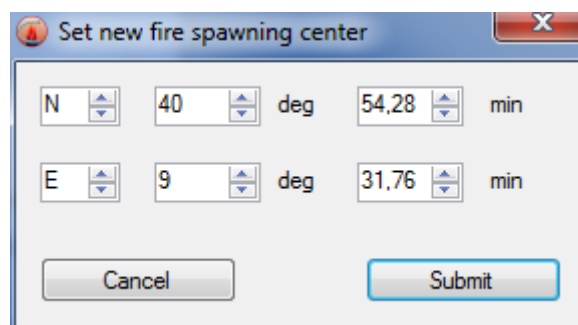 Set new fire spawning center
N 40 deg 54,28 min
E 9 deg 31,76 min
Cancel Submit